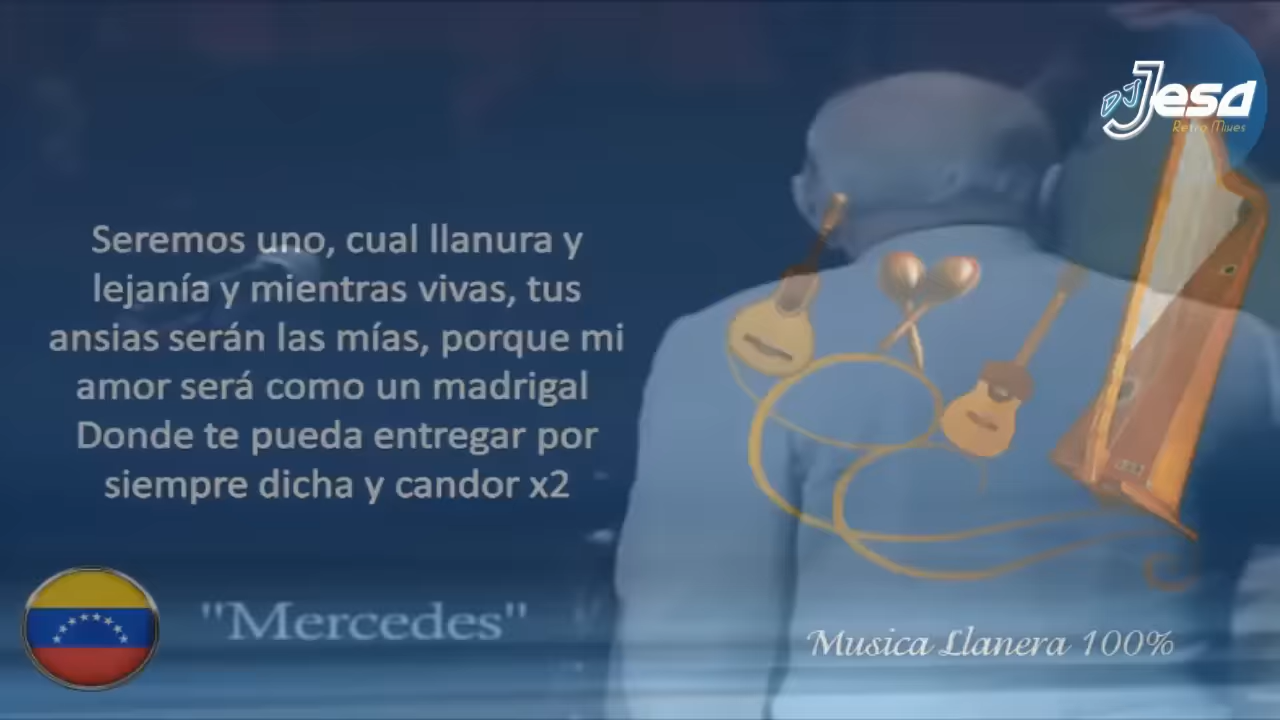 DJ Jesa
Retro Mixes
Seremos uno, cual llanura y
lejanía y mientras vivas, tus
ansias serán las mías, porque mi
amor será como un madrigal
Donde te pueda entregar por
siempre dicha y candor x2
"Mercedes"
Musica Llanera 100%